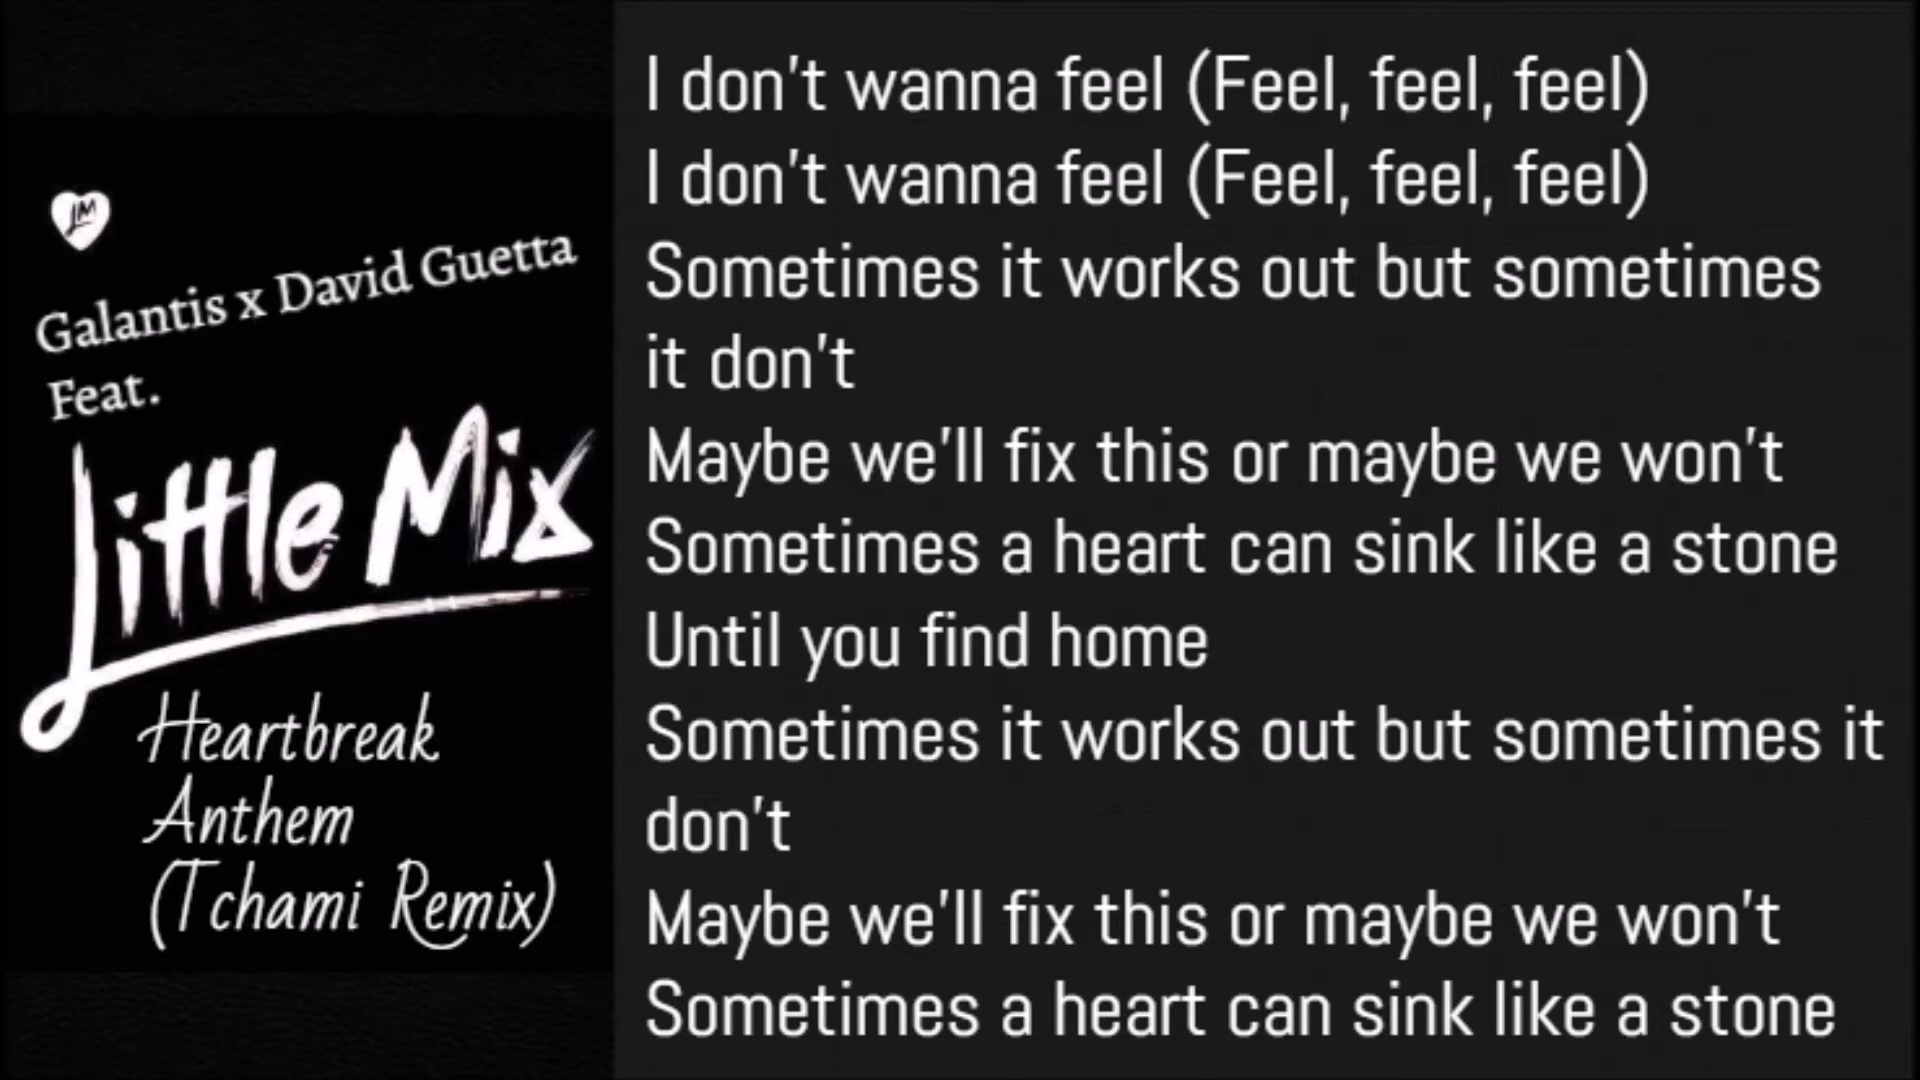 LM
Galantis x David Guetta
Feat.
Little Mix
Heartbreak
Anthem
(Tchami Remix)
I don't wanna feel (Feel, feel, feel)
I don't wanna feel (Feel, feel, feel)
Sometimes it works out but sometimes
it don't
Maybe we'll fix this or maybe we won't
Sometimes a heart can sink like a stone
Until you find home
Sometimes it works out but sometimes it
don't
Maybe we'll fix this or maybe we won't
Sometimes a heart can sink like a stone